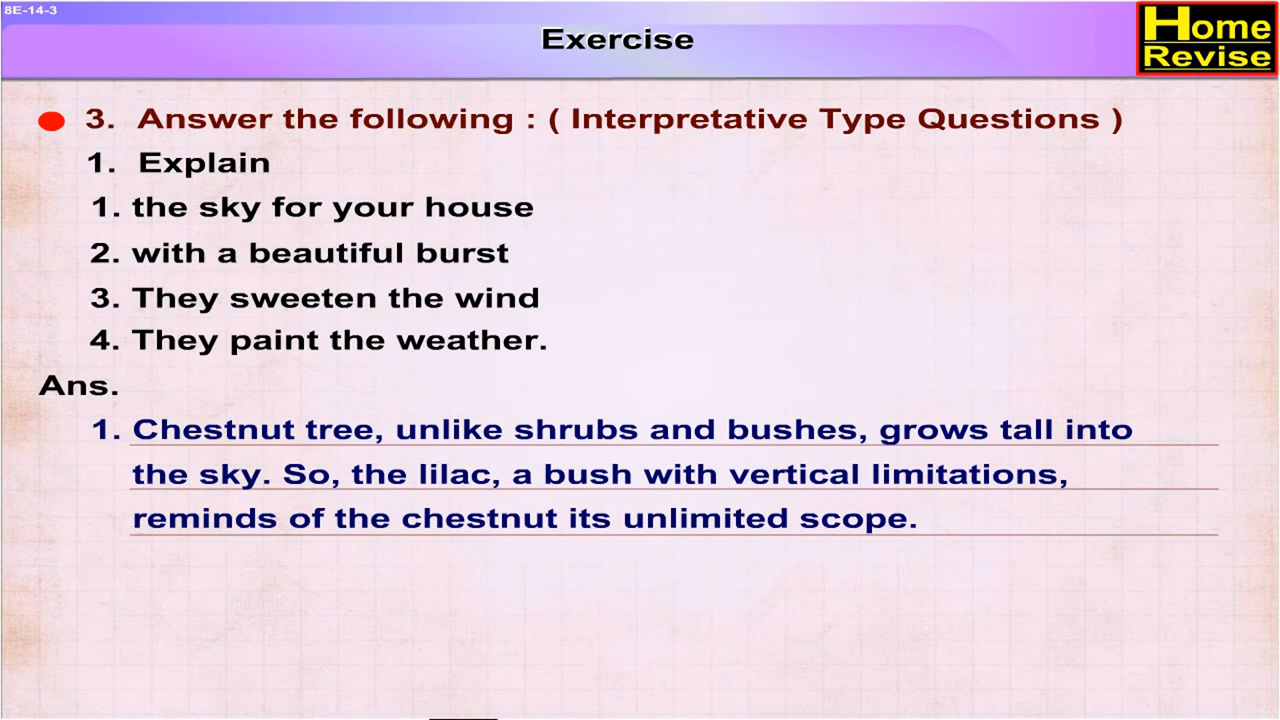 8E-14-3
Exercise
Home
Revise
3. Answer the following : ( Interpretative Type Questions )
1. Explain
1. the sky for your house
2. with a beautiful burst
3. They sweeten the wind
4. They paint the weather.
Ans.
1. Chestnut tree, unlike shrubs and bushes, grows tall into
the sky. So, the lilac, a bush with vertical limitations,
reminds of the chestnut its unlimited scope.